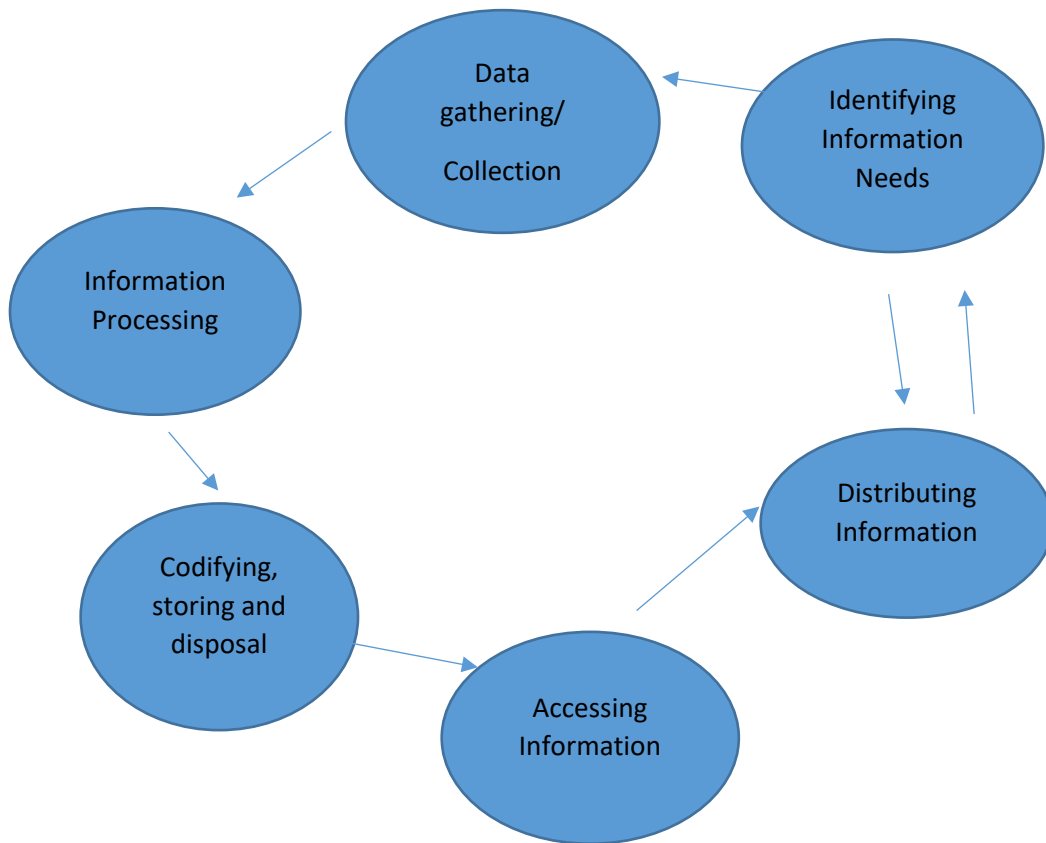 Data
gathering/
Collection
Identifying
Information
Needs
Information
Processing
Distributing
Information
Codifying,
storing and
disposal
Accessing
Information